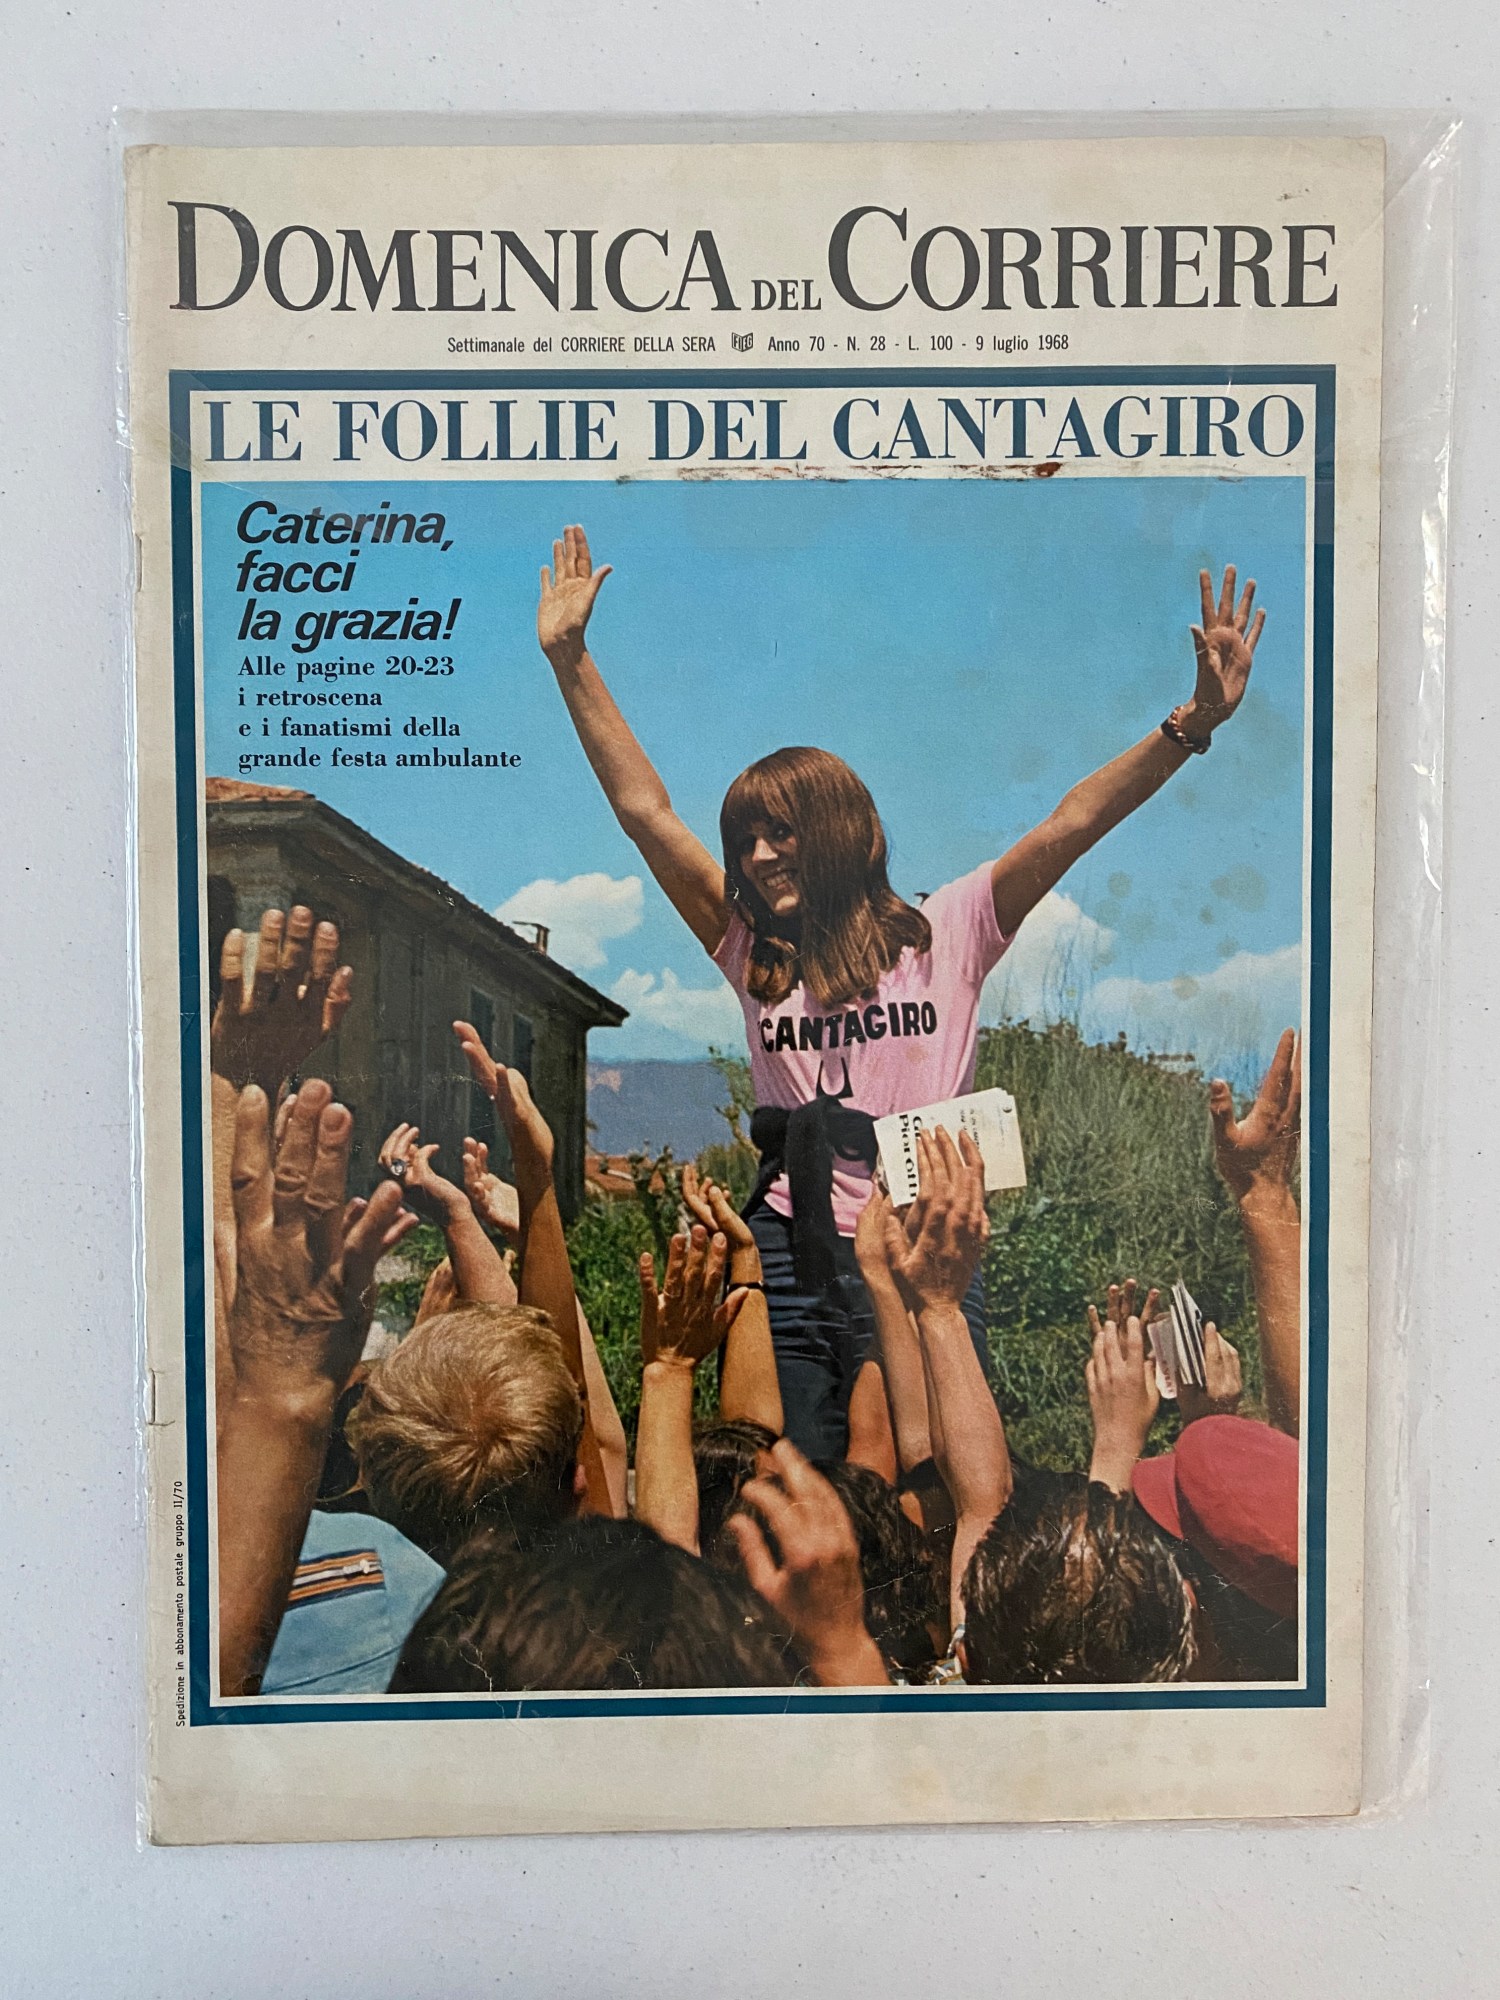 DOMENICA DEL CORRIERE
Settimanale del CORRIERE DELLA SERA FIEG Anno 70 - N. 28 - L. 100 - 9 luglio 1968
LE FOLLIE DEL CANTAGIRO
Caterina,
facci
la grazia!
Alle pagine 20-23
i retroscena
e i fanatismi della
grande festa ambulante
CANTAGIRO
Spedizione in abbonamento postale gruppo II/70